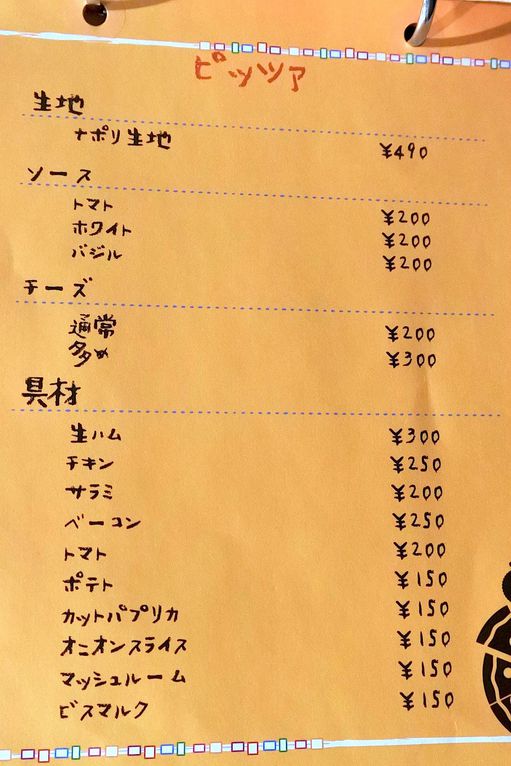 ピッツァ
生地
ナポリ生地 ¥490
ソース
トマト ¥200
ホワイト ¥200
バジル ¥200
チーズ
通常 ¥200
多め ¥300
具材
生ハム ¥300
チキン ¥250
サラミ ¥200
ベーコン ¥250
トマト ¥200
ポテト ¥150
カットパプリカ ¥150
オニオンスライス ¥150
マッシュルーム ¥150
ビスマルク ¥150